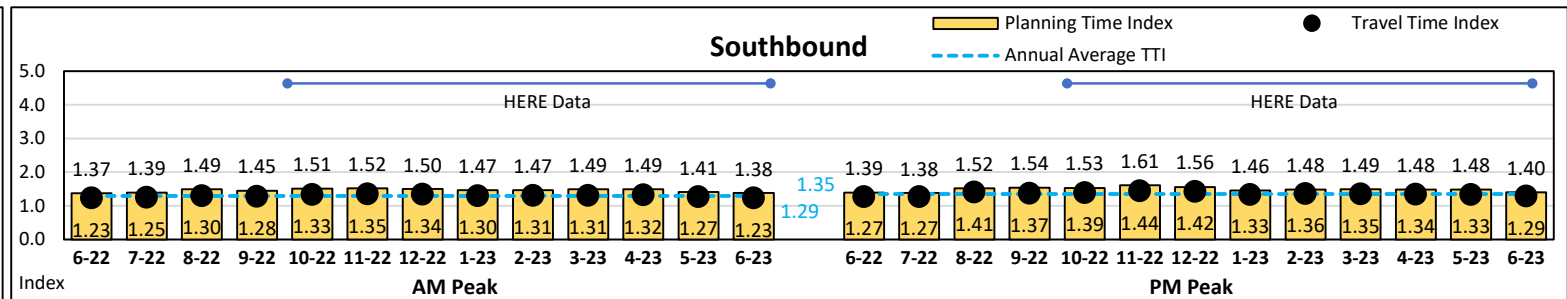 Planning Time Index
Travel Time Index
Southbound
Annual Average TTI
5.0
4.0
3.0
2.0
1.0
0.0
HERE Data
HERE Data
1.37 1.39 1.49 1.45 1.51 1.52 1.50 1.47 1.47 1.49 1.49 1.41 1.38
1.39 1.38 1.52 1.54 1.53 1.61 1.56 1.46 1.48 1.49 1.48 1.48 1.40
1.35
1.29
1.23 1.25 1.30 1.28 1.33 1.35 1.34 1.30 1.31 1.31 1.32 1.27 1.23
1.27 1.27 1.41 1.37 1.39 1.44 1.42 1.33 1.36 1.35 1.34 1.33 1.29
6-22 7-22 8-22 9-22 10-22 11-22 12-22 1-23 2-23 3-23 4-23 5-23 6-23
6-22 7-22 8-22 9-22 10-22 11-22 12-22 1-23 2-23 3-23 4-23 5-23 6-23
Index
AM Peak
PM Peak